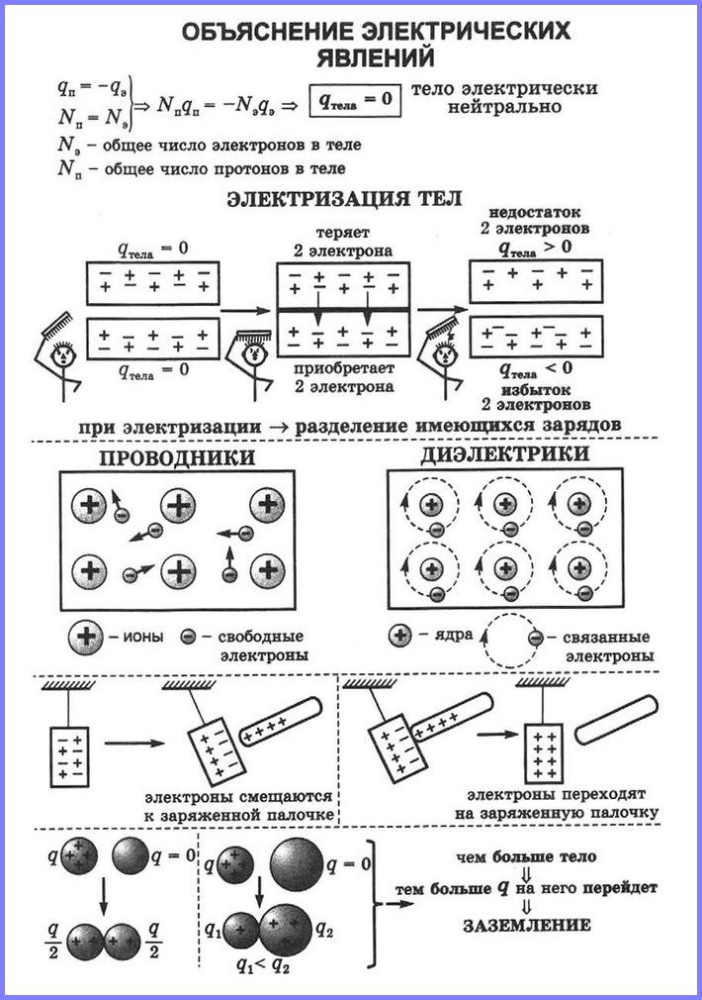 ОБЪЯСНЕНИЕ ЭЛЕКТРИЧЕСКИХ
ЯВЛЕНИЙ
qп = −qэ
Nп = Nэ
⇒ Nпqп = −Nэqэ ⇒ qтела = 0
тело электрически
нейтрально
Nэ – общее число электронов в теле
Nп – общее число протонов в теле
ЭЛЕКТРИЗАЦИЯ ТЕЛ
qтела = 0
теряет
2 электрона
недостаток
2 электронов
qтела > 0
− + − + −
+ − + − +
− + − + −
+ − + − +
− + − + −
+ + +
+ − + − +
− + − + −
+ − + − +
− + − + −
+− − +− − +
− + − + −
qтела = 0
приобретает
2 электрона
qтела < 0
избыток
2 электронов
при электризации → разделение имеющихся зарядов
ПРОВОДНИКИ
ДИЭЛЕКТРИКИ
+ – ионы
− – свободные
электроны
+ – ядра
− – связанные
электроны
− +
+ −
− +
− +
+ −
+ −
+ −
+ −
+ + + +
электроны смещаются
к заряженной палочке
+ −
+ −
+ −
+ −
+ + + +
+ +
+ +
+ +
+ +
электроны переходят
на заряженную палочку
q
q = 0
q/2
q/2
q
q = 0
q1
q2
q1 < q2
чем больше тело
⇓
тем больше q на него перейдет
⇓
ЗАЗЕМЛЕНИЕ